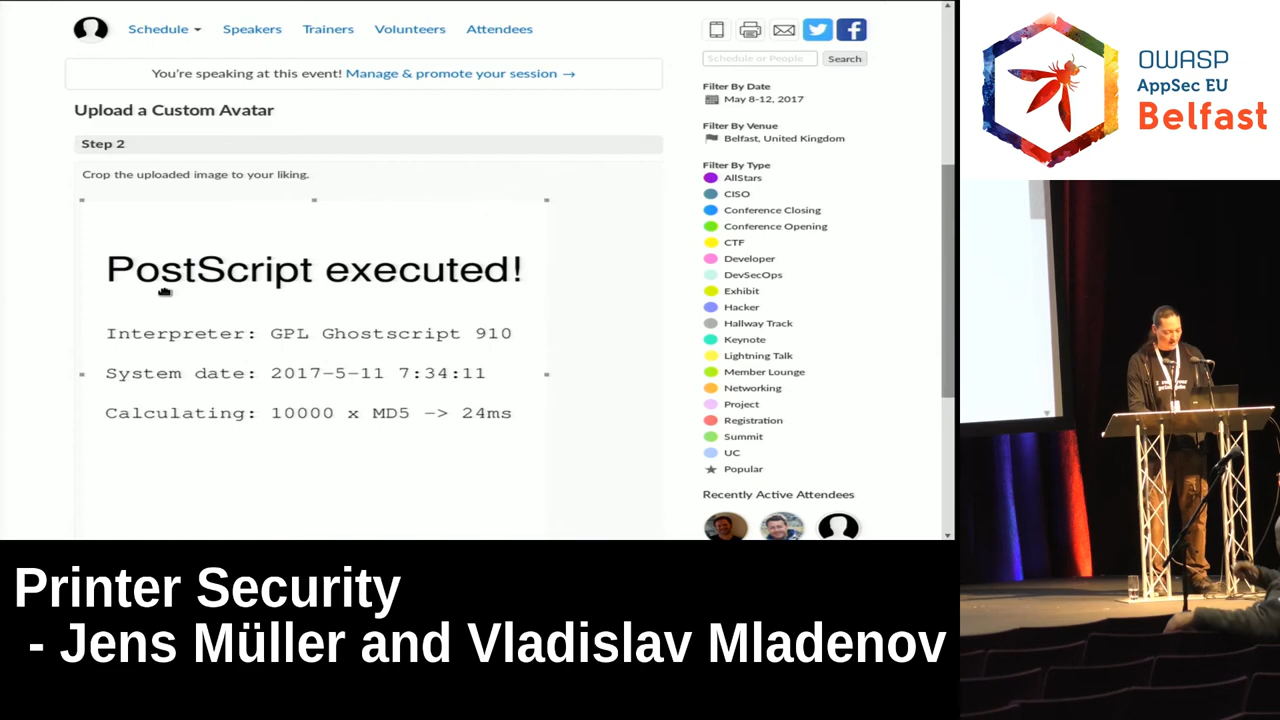 Schedule
Speakers
Trainers
Volunteers
Attendees
You're speaking at this event! Manage & promote your session →
Upload a Custom Avatar
Step 2
Crop the uploaded image to your liking.
PostScript executed!
Interpreter: GPL Ghostscript 910
System date: 2017-5-11 7:34:11
Calculating: 10000 x MD5 -> 24ms
Schedule or People
Search
Filter By Date
May 8-12, 2017
Filter By Venue
Belfast, United Kingdom
Filter By Type
AllStars
CISO
Conference Closing
Conference Opening
CTF
Developer
DevSecOps
Exhibit
Hacker
Hallway Track
Keynote
Lightning Talk
Member Lounge
Networking
Project
Registration
Summit
UC
Popular
Recently Active Attendees
OWASP
AppSec EU
Belfast
Printer Security
- Jens Müller and Vladislav Mladenov